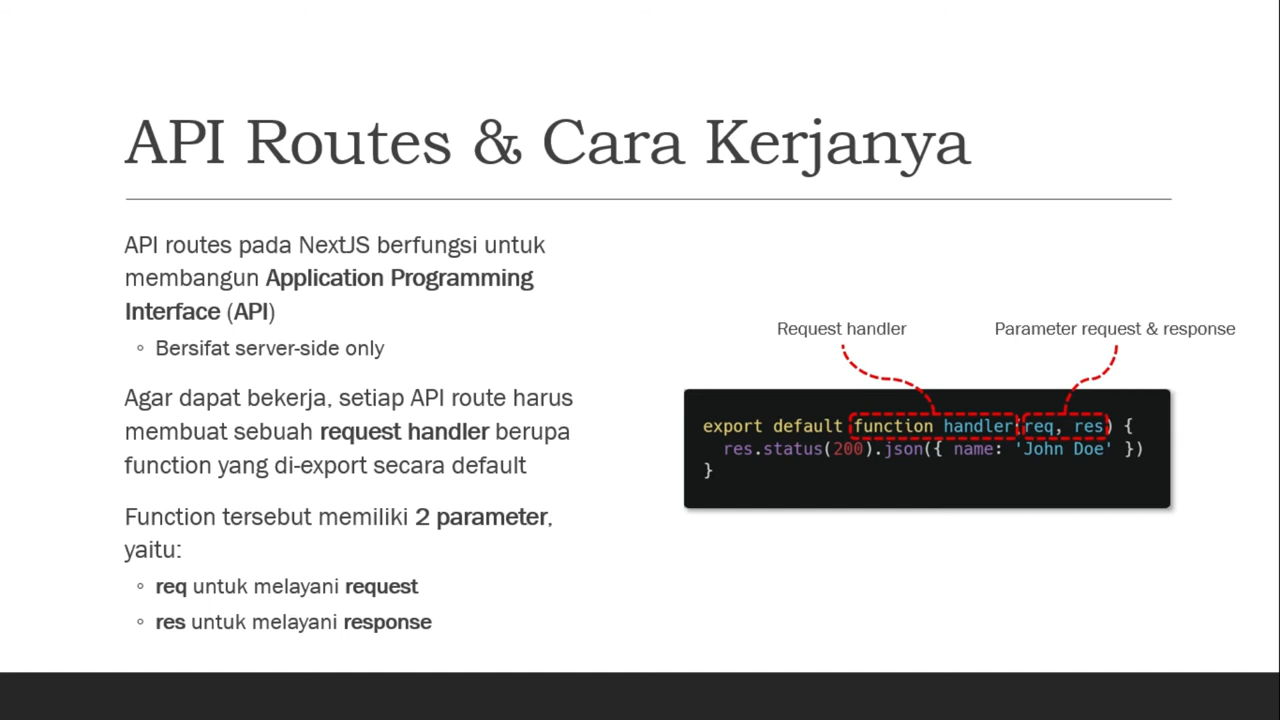 API Routes & Cara Kerjanya
API routes pada NextJS berfungsi untuk
membangun Application Programming
Interface (API)
◦ Bersifat server-side only
Agar dapat bekerja, setiap API route harus
membuat sebuah request handler berupa
function yang di-export secara default
Function tersebut memiliki 2 parameter,
yaitu:
◦ req untuk melayani request
◦ res untuk melayani response
Request handler
Parameter request & response
export default function handler(req, res) {
  res.status(200).json({ name: 'John Doe' })
}